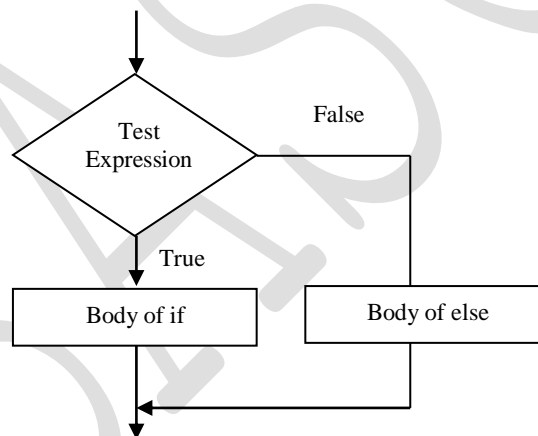 Test
Expression
False
True
Body of if
Body of else